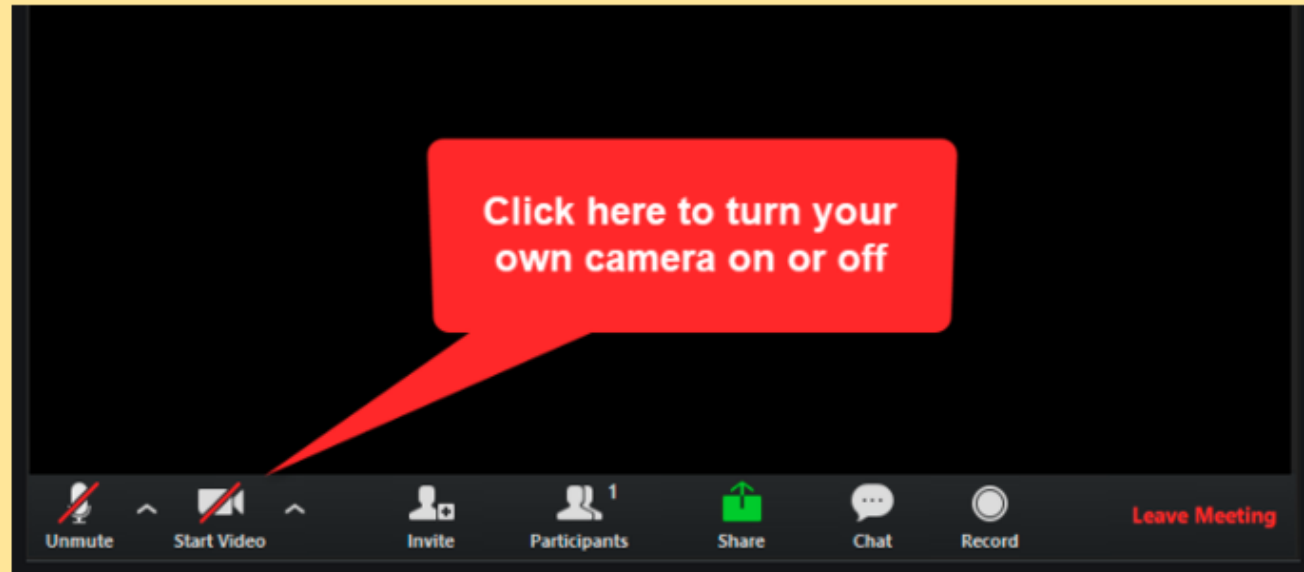 Click here to turn your
own camera on or off
1
Unmute
Start Video
Invite
Participants
Share
Chat
Record
Leave Meeting